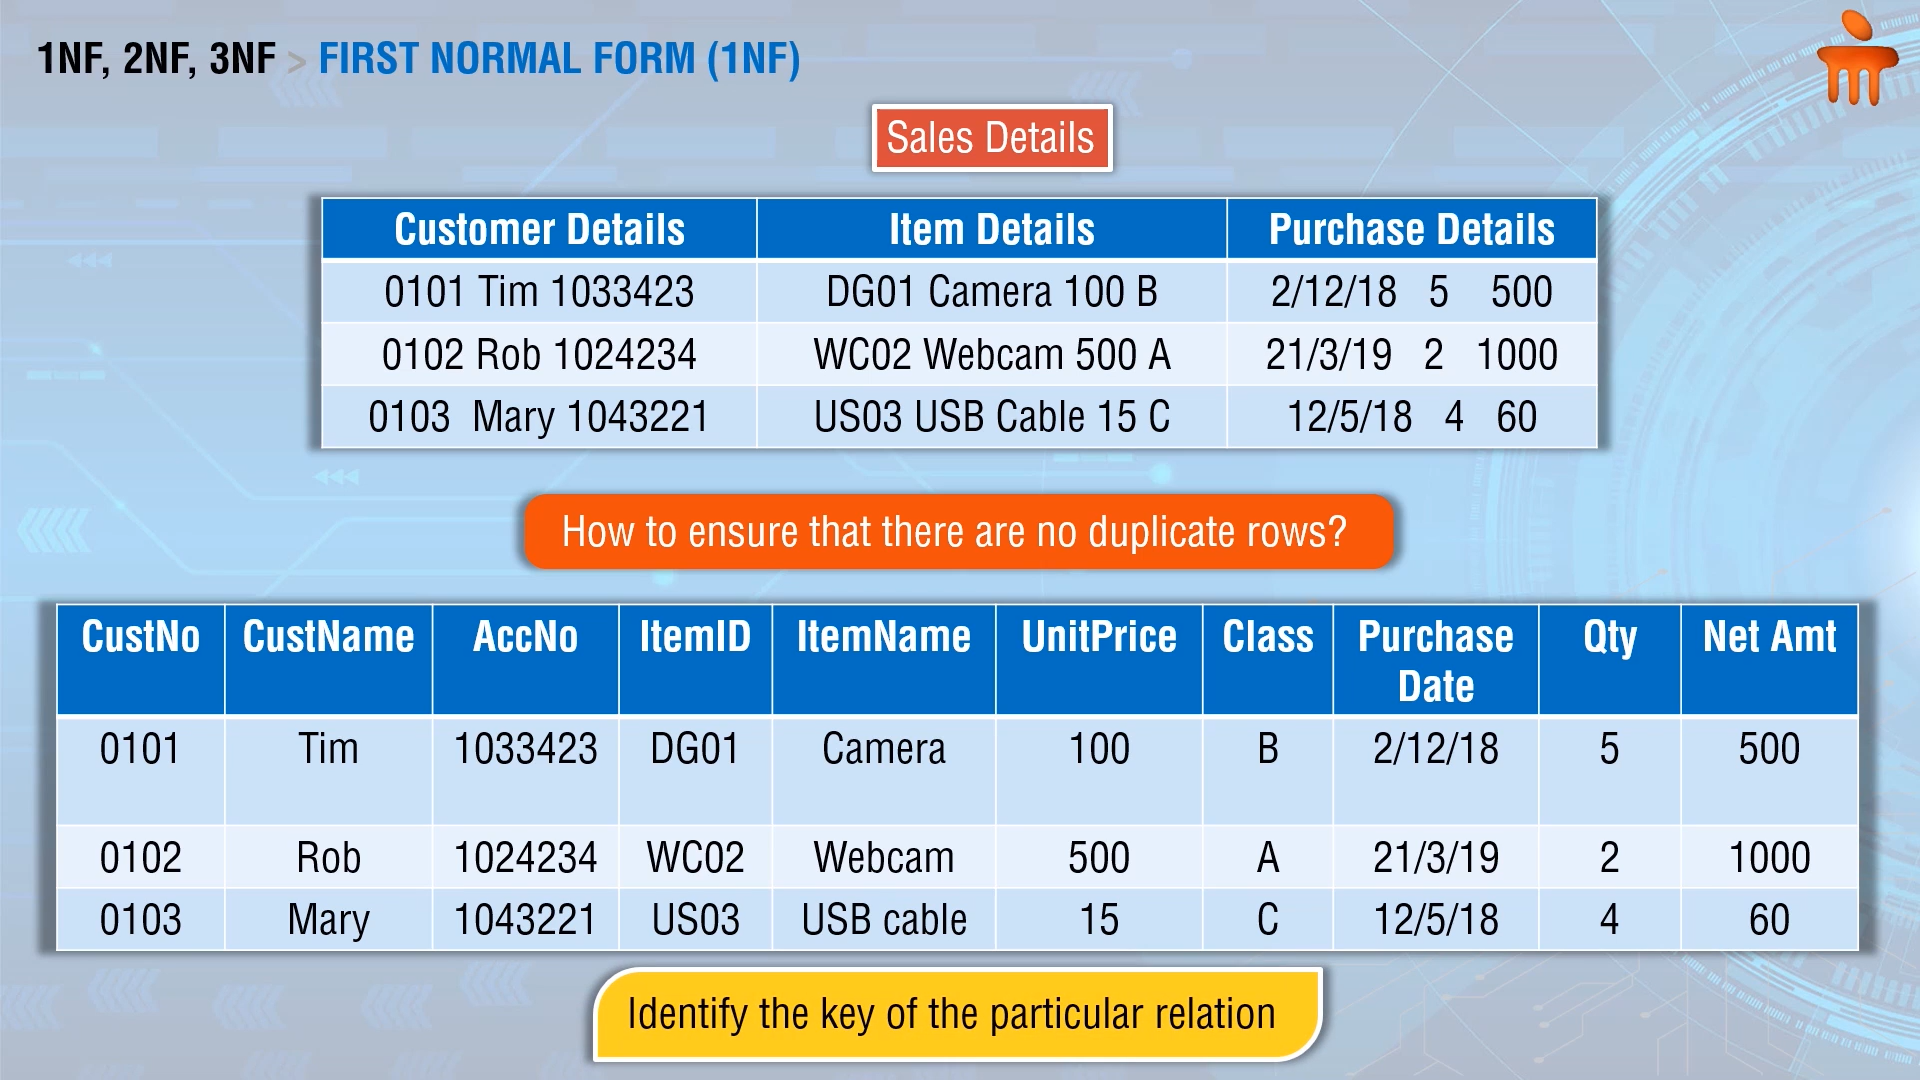 1NF, 2NF, 3NF > FIRST NORMAL FORM (1NF)
Sales Details
Customer Details Item Details Purchase Details
0101 Tim 1033423 DG01 Camera 100 B 2/12/18 5 500
0102 Rob 1024234 WC02 Webcam 500 A 21/3/19 2 1000
0103 Mary 1043221 US03 USB Cable 15 C 12/5/18 4 60
How to ensure that there are no duplicate rows?
CustNo CustName AccNo ItemID ItemName UnitPrice Class Purchase Qty Net Amt
Date
0101 Tim 1033423 DG01 Camera 100 B 2/12/18 5 500
0102 Rob 1024234 WC02 Webcam 500 A 21/3/19 2 1000
0103 Mary 1043221 US03 USB cable 15 C 12/5/18 4 60
Identify the key of the particular relation